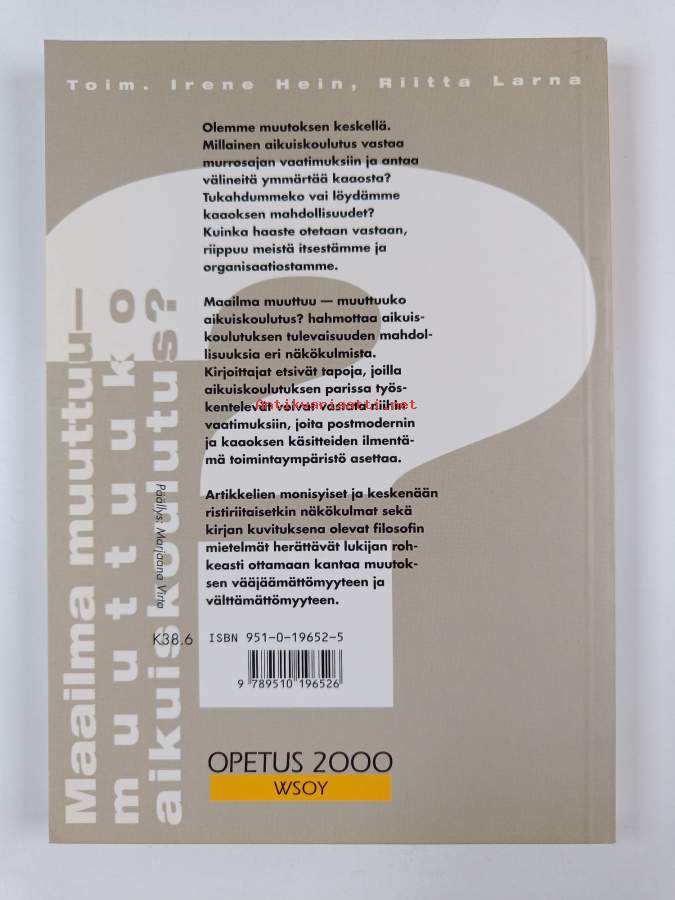 Toim. Irene Hein, Riitta Larna
Olemme muutoksen keskellä.
Millainen aikuiskoulutus vastaa
murrosajan vaatimuksiin ja antaa
välineitä ymmärtää kaaosta?
Tukahdummeko vai löydämme
kaaoksen mahdollisuudet?
Kuinka haaste otetaan vastaan,
riippuu meistä itsestämme ja
organisaatiostamme.
Maailma muuttuu — muuttuuko
aikuiskoulutus? hahmottaa aikuis-
koulutuksen tulevaisuuden mahdol-
lisuuksia eri näkökulmista.
Kirjoittajat etsivät tapoja, joilla
aikuiskoulutuksen parissa työs-
kentelevät voivat vastata niihin
vaatimuksiin, joita postmodernin
ja kaaoksen käsitteiden ilmentä-
mä toimintaympäristö asettaa.
Artikkelien monisyiset ja keskenään
ristiriitaisetkin näkökulmat sekä
kirjan kuvituksena olevat filosofin
mietelmät herättävät lukijan roh-
keasti ottamaan kantaa muutok-
sen vääjäämättömyyteen ja
välttämättömyyteen.
Maailma muuttuu—
muuttuuko
aikuiskoulutus?
Päällys: Marjaana Virta
K38.6 ISBN 951-0-19652-5
9 789510 196526
OPETUS 2000
WSOY
Antikvariaatti.net